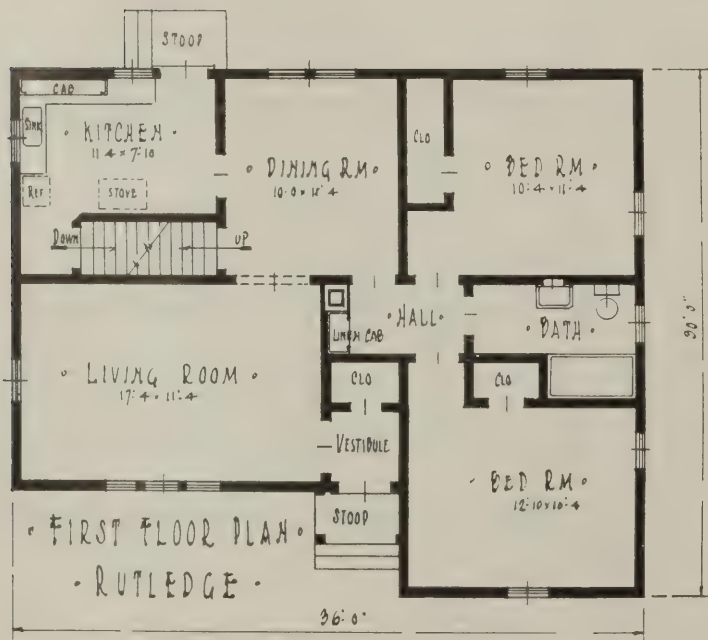 STOOP
CAB
SINK
KITCHEN
11'-4 x 7'-10
REF
STOVE
DINING RM
10'-0 x 11'-4
CLO
BED RM
10'-4 x 11'-4
DOWN
UP
HALL
LINEN CAB
BATH
LIVING ROOM
17'-4 x 11'-4
CLO
CLO
VESTIBULE
STOOP
BED RM
12'-10 x 10'-4
FIRST FLOOR PLAN
RUTLEDGE
36'-0"
30'-0"